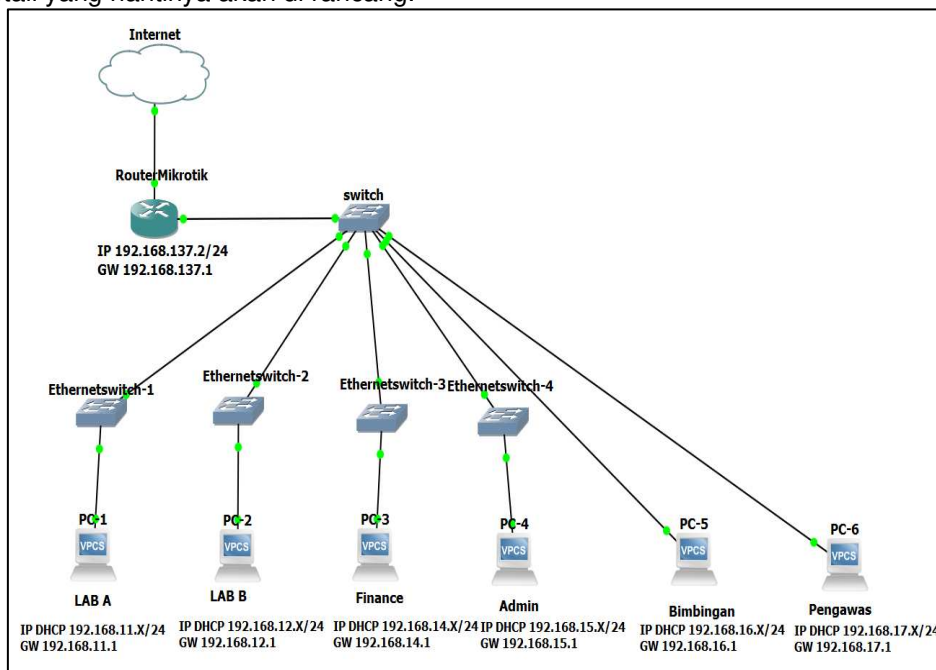 tail yang nantinya akan di rancang.
Internet
RouterMikrotik
switch
IP 192.168.137.2/24
GW 192.168.137.1
Ethernetswitch-1
Ethernetswitch-2
Ethernetswitch-3
Ethernetswitch-4
PC-1
VPCS
LAB A
IP DHCP 192.168.11.X/24
GW 192.168.11.1
PC-2
VPCS
LAB B
IP DHCP 192.168.12.X/24
GW 192.168.12.1
PC-3
VPCS
Finance
IP DHCP 192.168.14.X/24
GW 192.168.14.1
PC-4
VPCS
Admin
IP DHCP 192.168.15.X/24
GW 192.168.15.1
PC-5
VPCS
Bimbingan
IP DHCP 192.168.16.X/24
GW 192.168.16.1
PC-6
VPCS
Pengawas
IP DHCP 192.168.17.X/24
GW 192.168.17.1